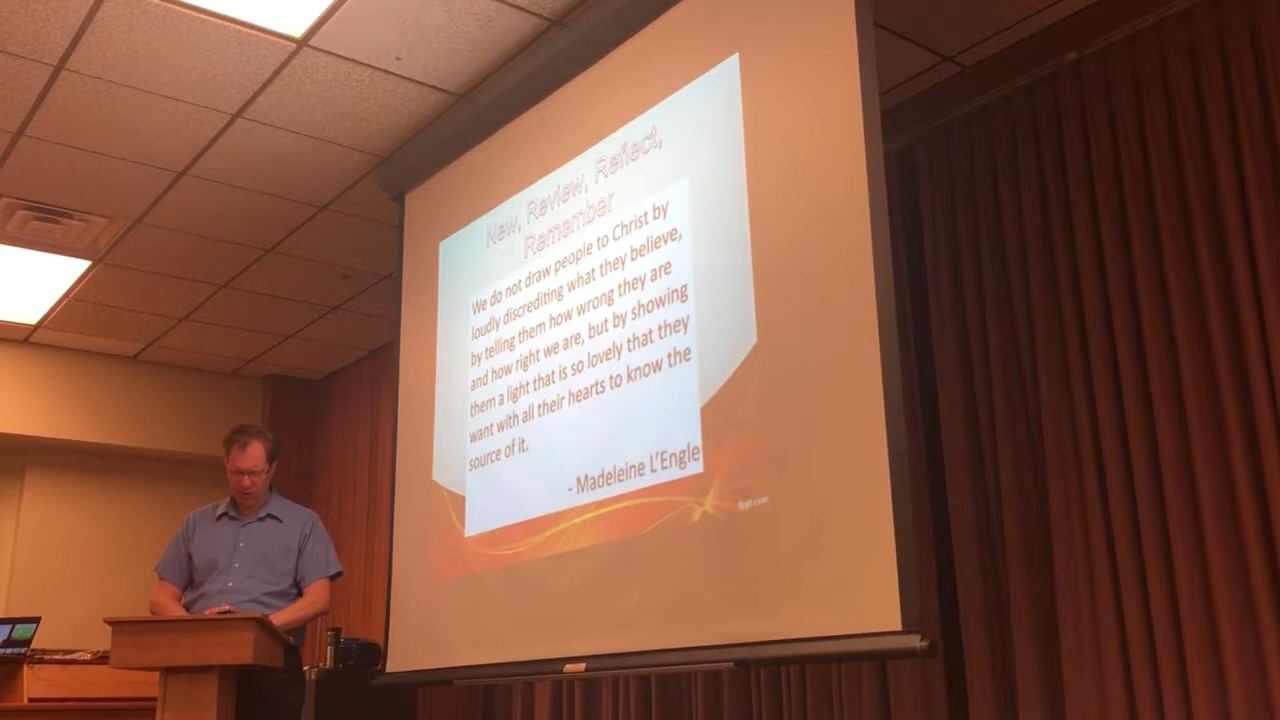 New, Review, Reflect,
Remember
We do not draw people to Christ by
loudly discrediting what they believe,
by telling them how wrong they are
and how right we are, but by showing
them a light that is so lovely that they
want with all their hearts to know the
source of it.
- Madeleine L'Engle
fppt.com